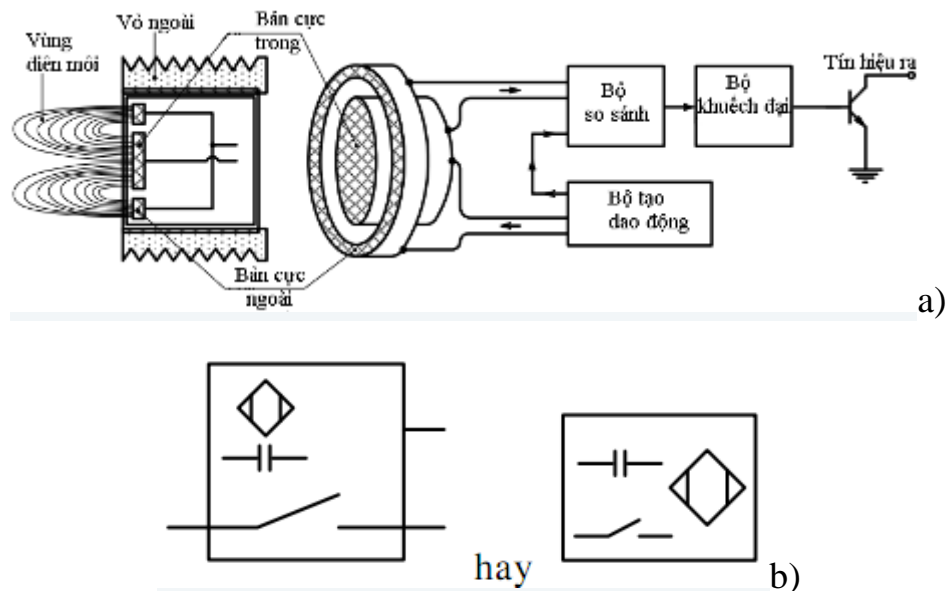 Vỏ ngoài
Bản cực
trong
Vùng
điện môi
Tín hiệu ra
Bộ
so sánh
Bộ
khuếch đại
Bộ tạo
dao động
Bản cực
ngoài
a)
hay
b)